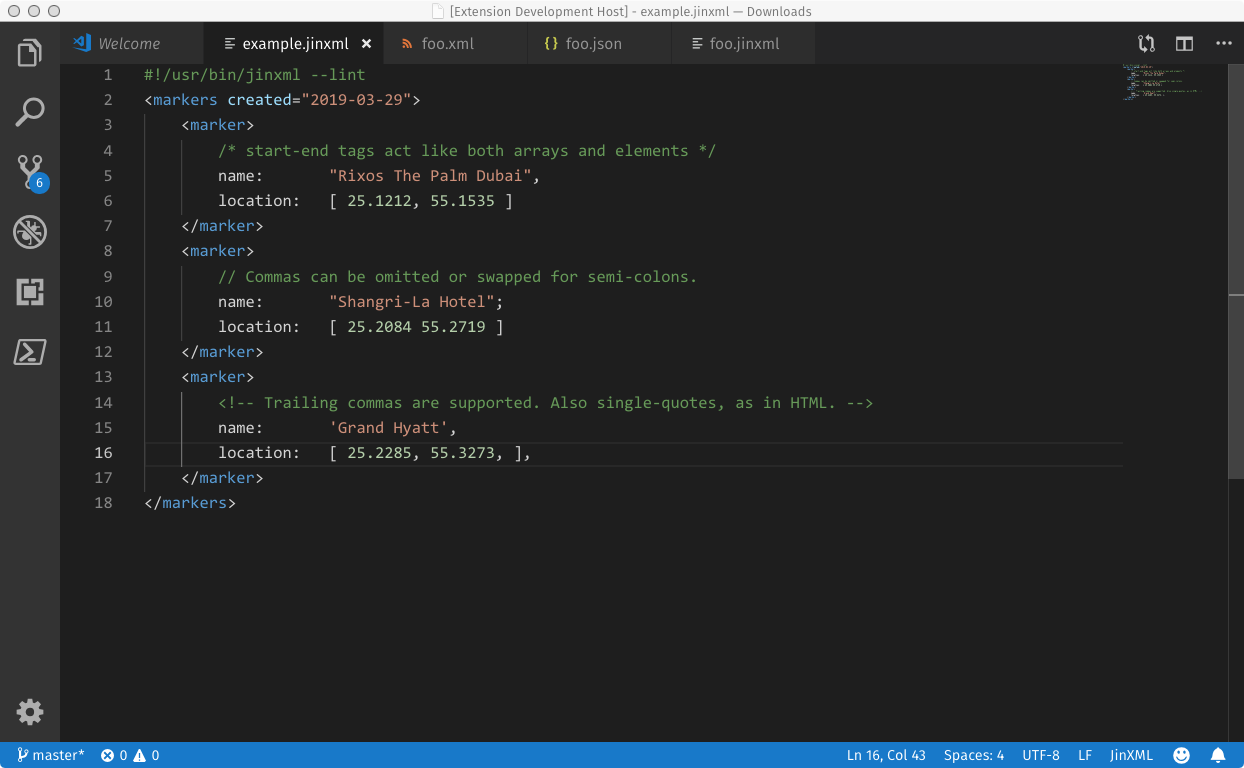 [Extension Development Host] - example.jinxml — Downloads
Welcome example.jinxml × foo.xml {} foo.json foo.jinxml
1 #!/usr/bin/jinxml --lint
2 <markers created="2019-03-29">
3 <marker>
4 /* start-end tags act like both arrays and elements */
5 name: "Rixos The Palm Dubai",
6 location: [ 25.1212, 55.1535 ]
7 </marker>
8 <marker>
9 // Commas can be omitted or swapped for semi-colons.
10 name: "Shangri-La Hotel";
11 location: [ 25.2084 55.2719 ]
12 </marker>
13 <marker>
14 <!-- Trailing commas are supported. Also single-quotes, as in HTML. -->
15 name: 'Grand Hyatt',
16 location: [ 25.2285, 55.3273, ],
17 </marker>
18 </markers>
6
master* 0 0 Ln 16, Col 43 Spaces: 4 UTF-8 LF JinXML